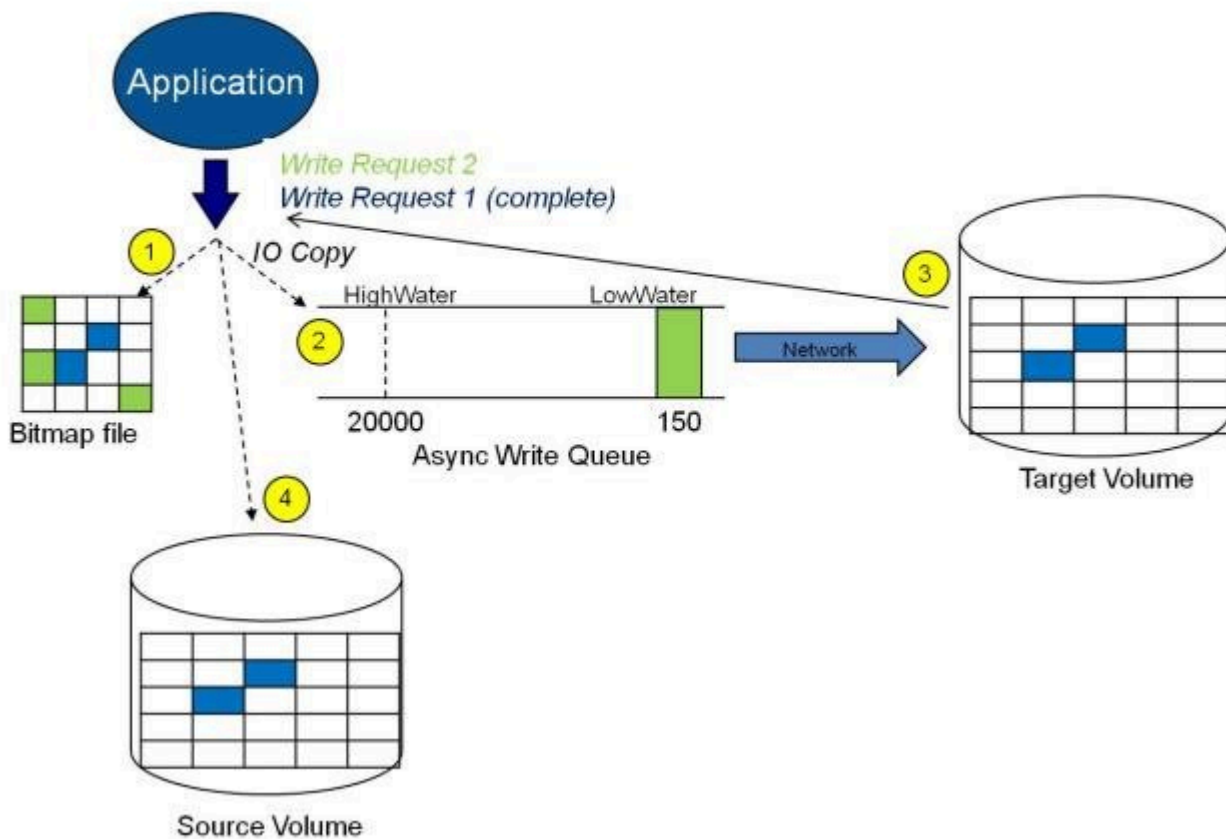 Application
Write Request 2
Write Request 1 (complete)
1
IO Copy
3
HighWater
LowWater
2
Network
20000
150
Bitmap file
Async Write Queue
Target Volume
4
Source Volume